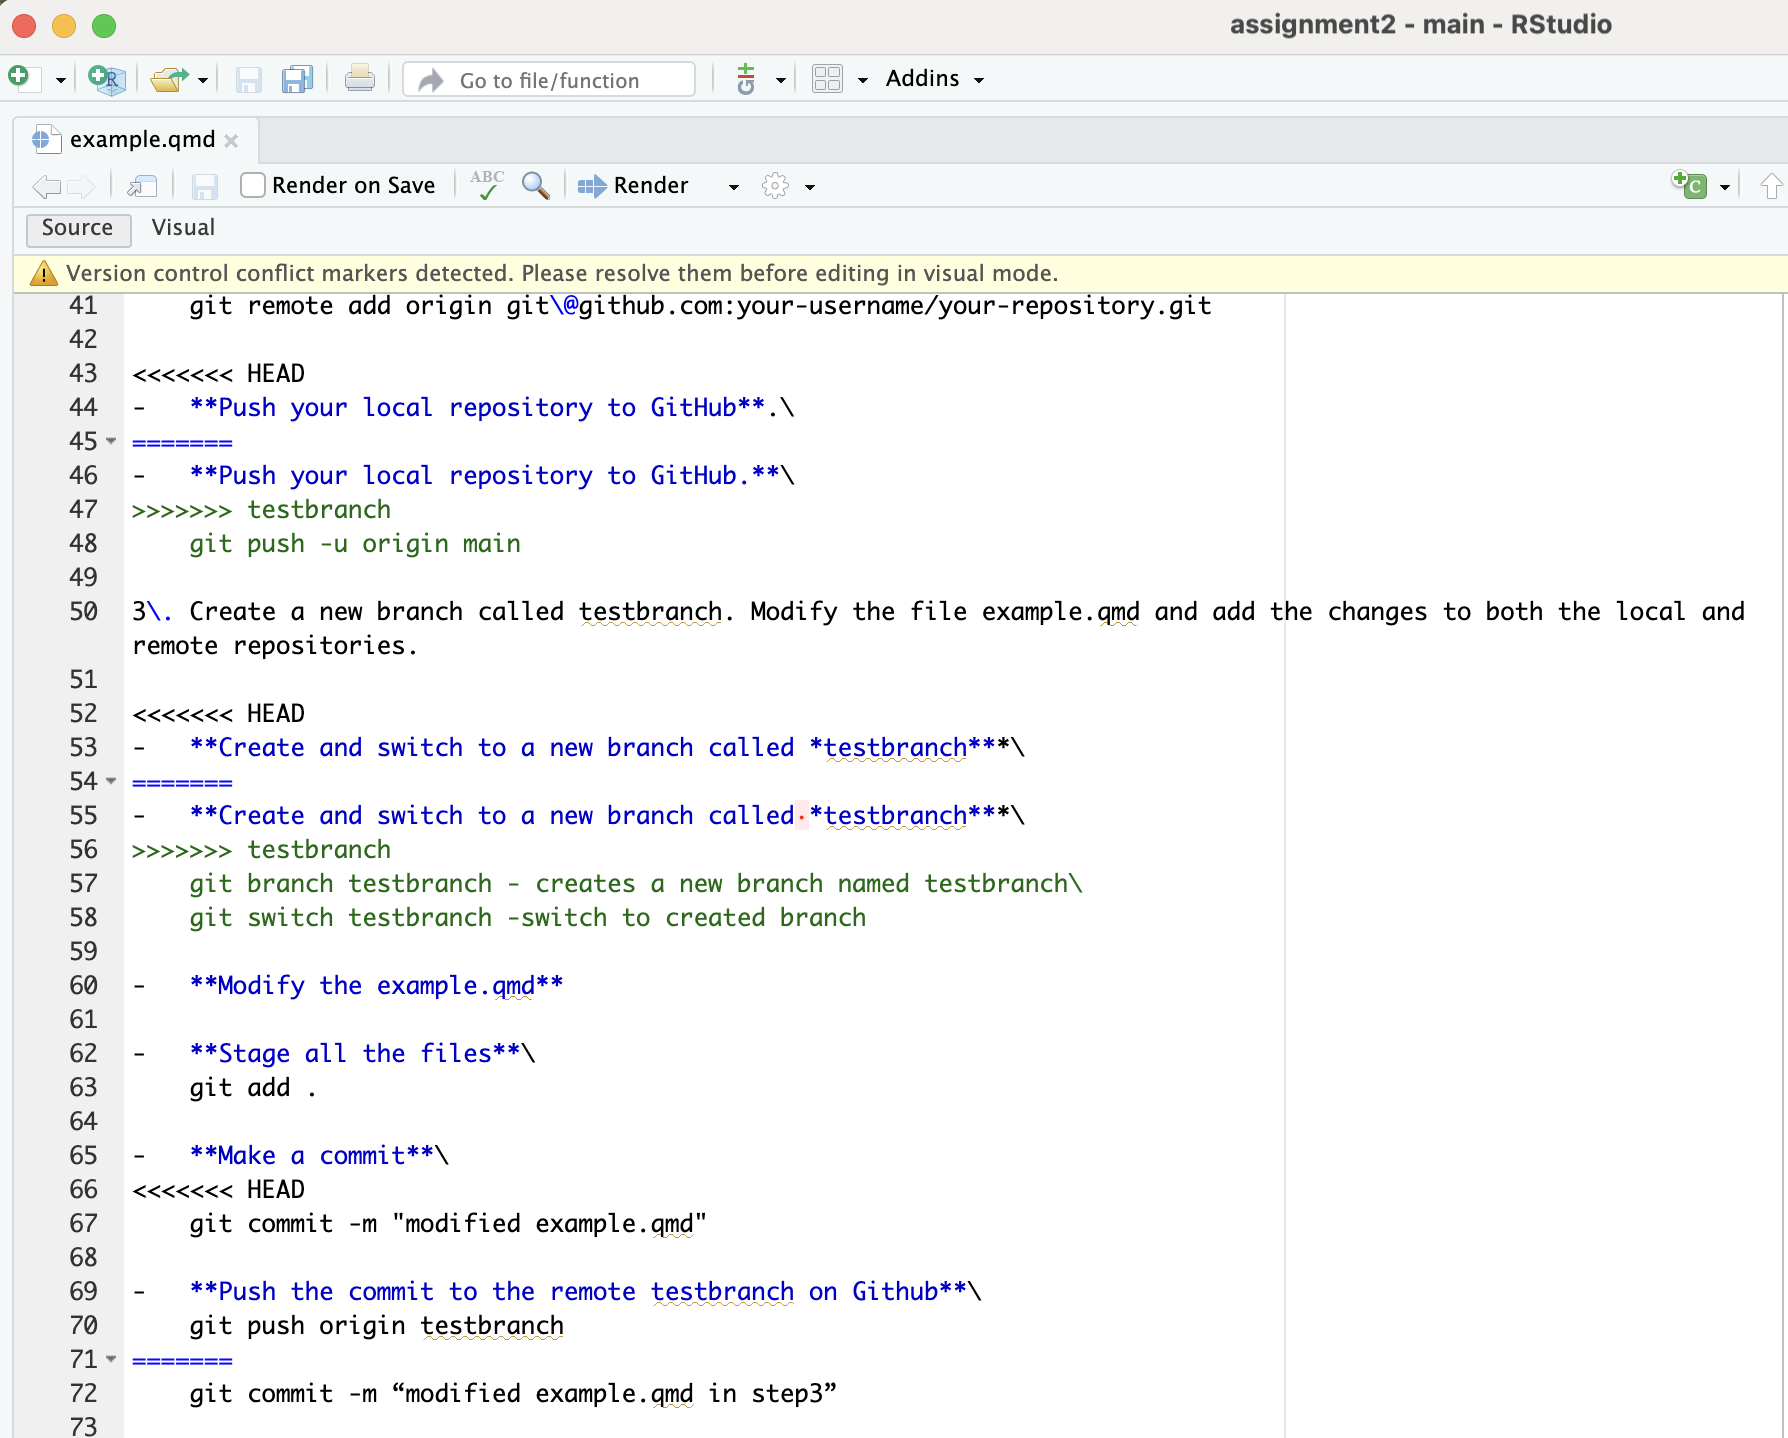 assignment2 - main - RStudio
Go to file/function
Addins
example.qmd
Render on Save
ABC
Render
C
Source Visual
Version control conflict markers detected. Please resolve them before editing in visual mode.
41 git remote add origin git\@github.com:your-username/your-repository.git
42
43 <<<<<<< HEAD
44 -   **Push your local repository to GitHub**.\
45 =======
46 -   **Push your local repository to GitHub.**\
47 >>>>>>> testbranch
48     git push -u origin main
49
50 3\. Create a new branch called testbranch. Modify the file example.qmd and add the changes to both the local and
remote repositories.
51
52 <<<<<<< HEAD
53 -   **Create and switch to a new branch called *testbranch***\
54 =======
55 -   **Create and switch to a new branch called *testbranch***\
56 >>>>>>> testbranch
57     git branch testbranch - creates a new branch named testbranch\
58     git switch testbranch -switch to created branch
59
60 -   **Modify the example.qmd**
61
62 -   **Stage all the files**\
63     git add .
64
65 -   **Make a commit**\
66 <<<<<<< HEAD
67     git commit -m "modified example.qmd"
68
69 -   **Push the commit to the remote testbranch on Github**\
70     git push origin testbranch
71 =======
72     git commit -m “modified example.qmd in step3”
73